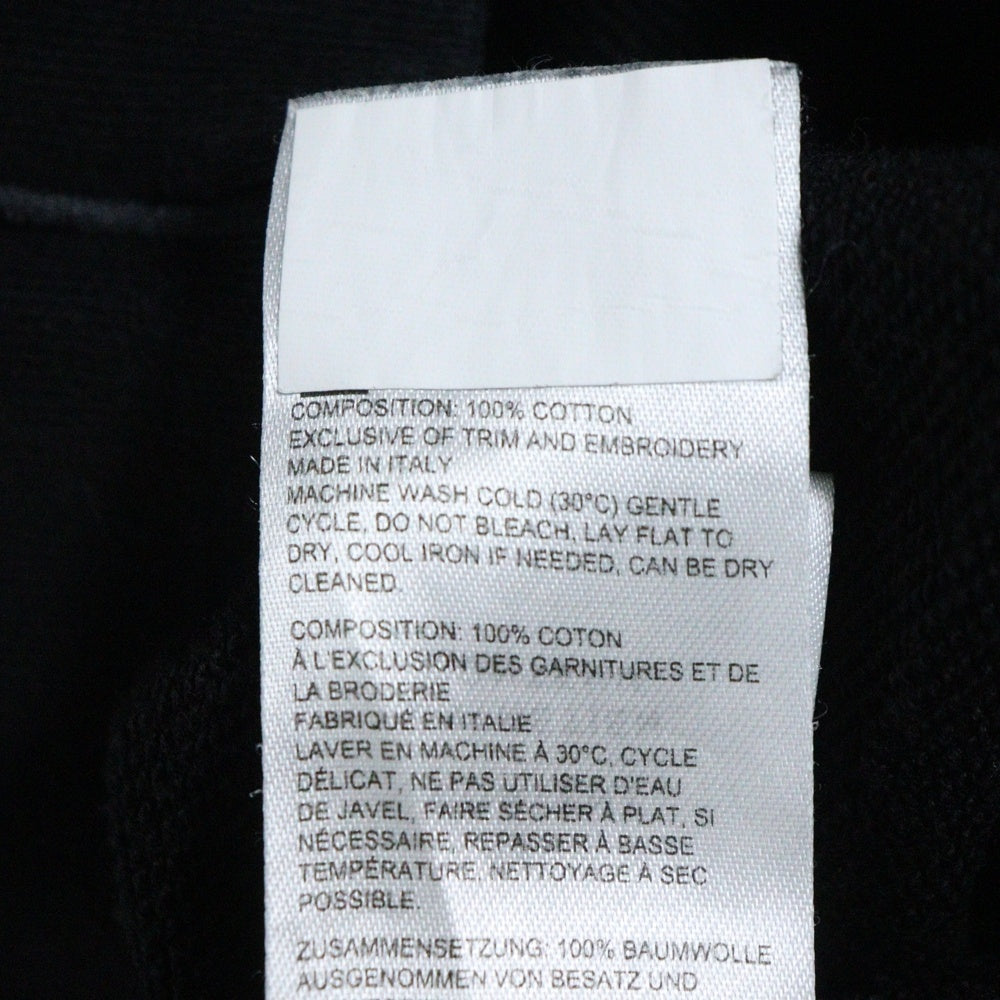 COMPOSITION: 100% COTTON
EXCLUSIVE OF TRIM AND EMBROIDERY
MADE IN ITALY
MACHINE WASH COLD (30°C) GENTLE
CYCLE, DO NOT BLEACH, LAY FLAT TO
DRY, COOL IRON IF NEEDED, CAN BE DRY
CLEANED.
COMPOSITION: 100% COTON
À L'EXCLUSION DES GARNITURES ET DE
LA BRODERIE
FABRIQUÉ EN ITALIE
LAVER EN MACHINE À 30°C, CYCLE
DÉLICAT, NE PAS UTILISER D'EAU
DE JAVEL, FAIRE SÉCHER À PLAT, SI
NÉCESSAIRE, REPASSER À BASSE
TEMPÉRATURE, NETTOYAGE À SEC
POSSIBLE.
ZUSAMMENSETZUNG: 100% BAUMWOLLE
AUSGENOMMEN VON BESATZ UND